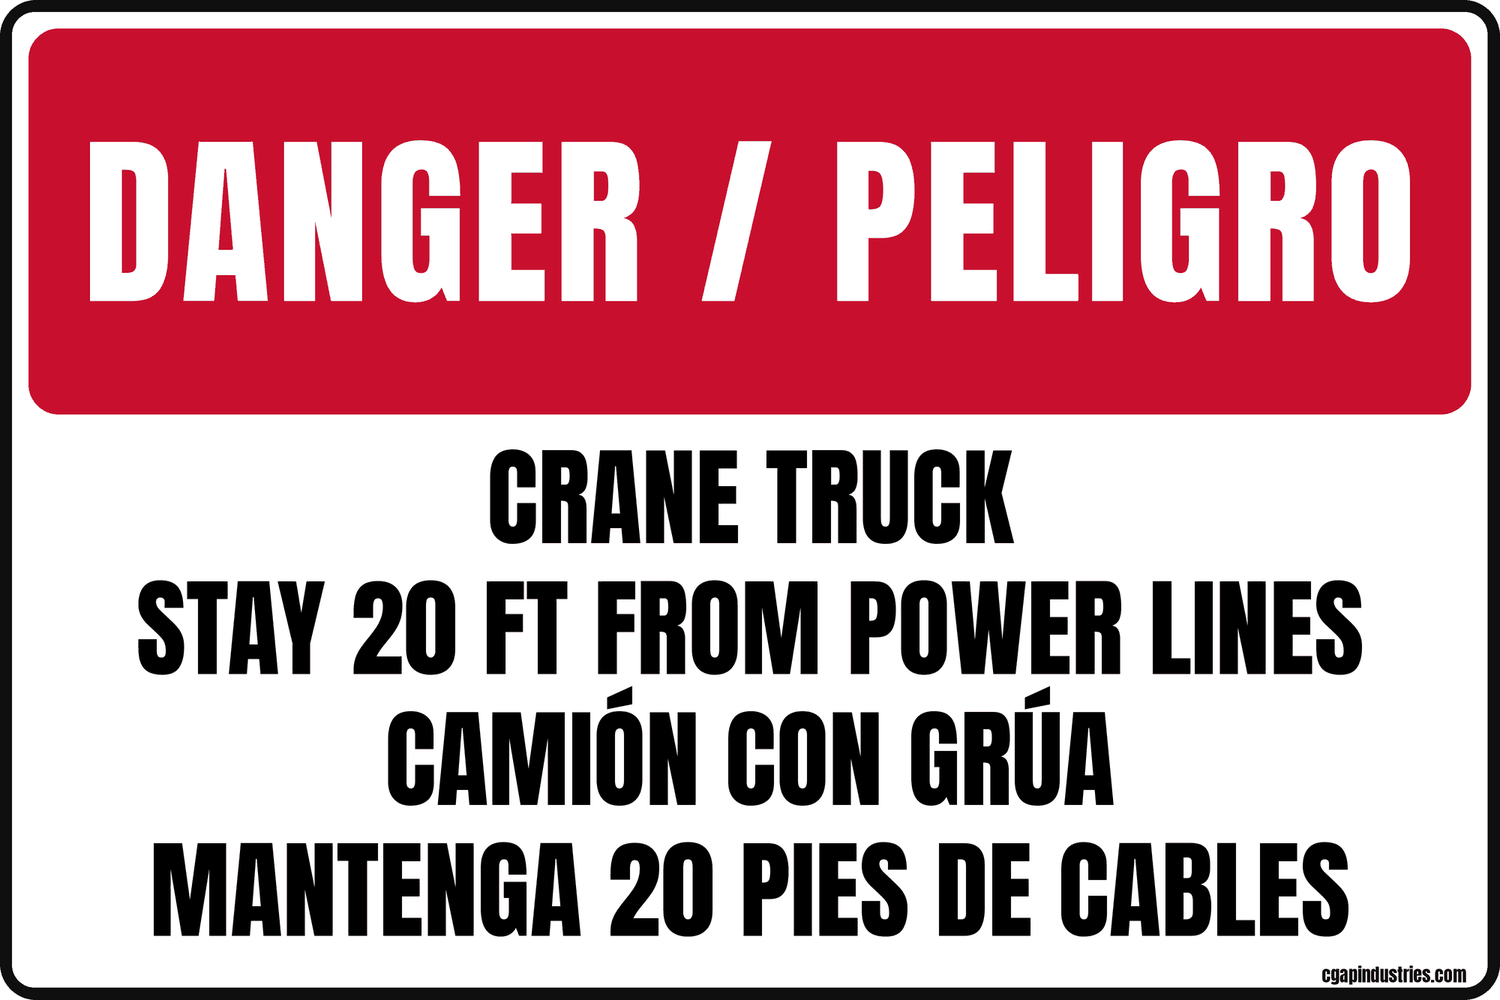 DANGER / PELIGRO
CRANE TRUCK
STAY 20 FT FROM POWER LINES
CAMIÓN CON GRÚA
MANTENGA 20 PIES DE CABLES
cgapindustries.com